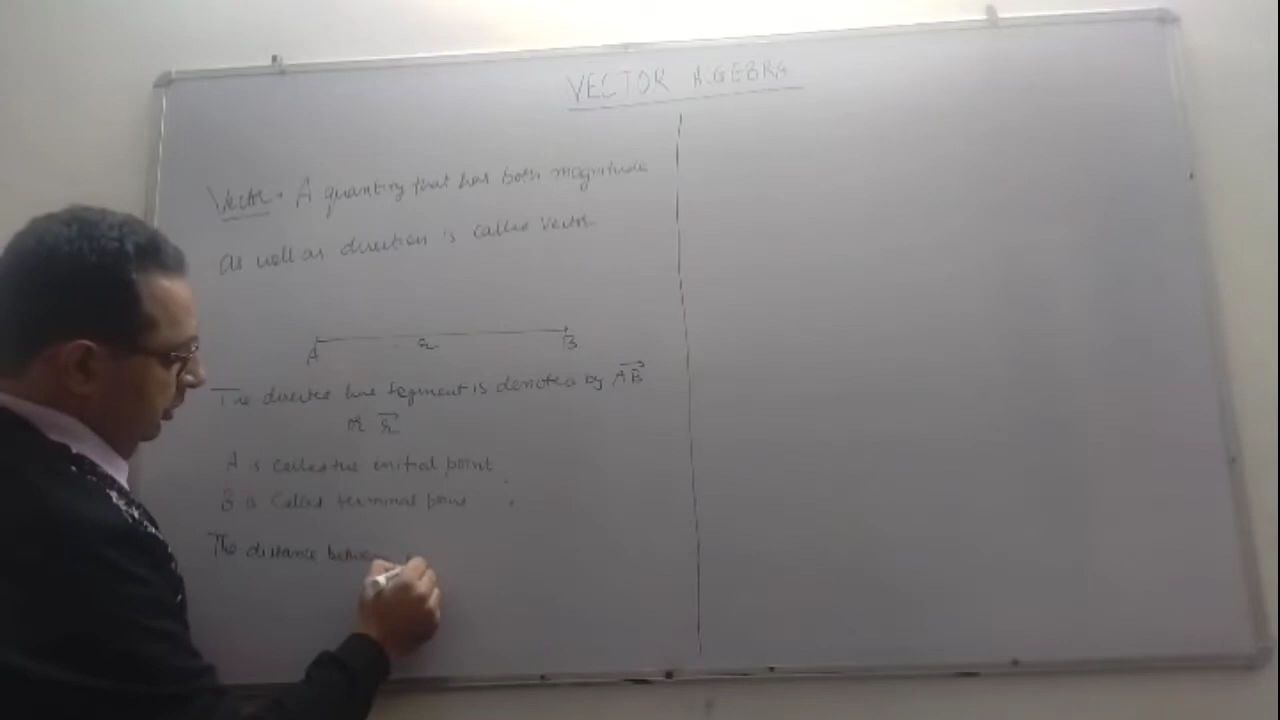 VECTOR ALGEBRA
Vector. A quantity that has both magnitude
as well as direction is called Vector
A a B
The directed line segment is denoted by AB
or a
A is called the initial point
B is called terminal point
The distance between